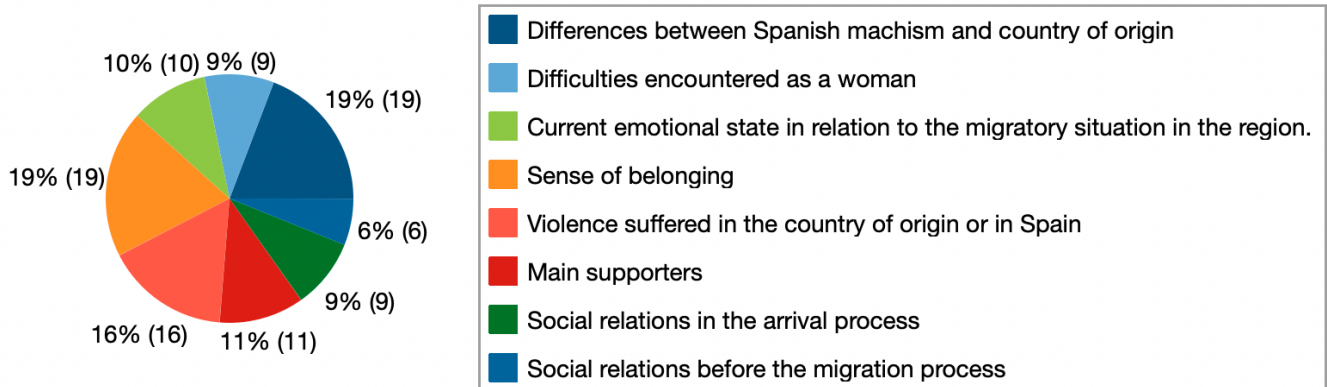 10% (10)
9% (9)
19% (19)
19% (19)
6% (6)
9% (9)
16% (16)
11% (11)
Differences between Spanish machism and country of origin
Difficulties encountered as a woman
Current emotional state in relation to the migratory situation in the region.
Sense of belonging
Violence suffered in the country of origin or in Spain
Main supporters
Social relations in the arrival process
Social relations before the migration process